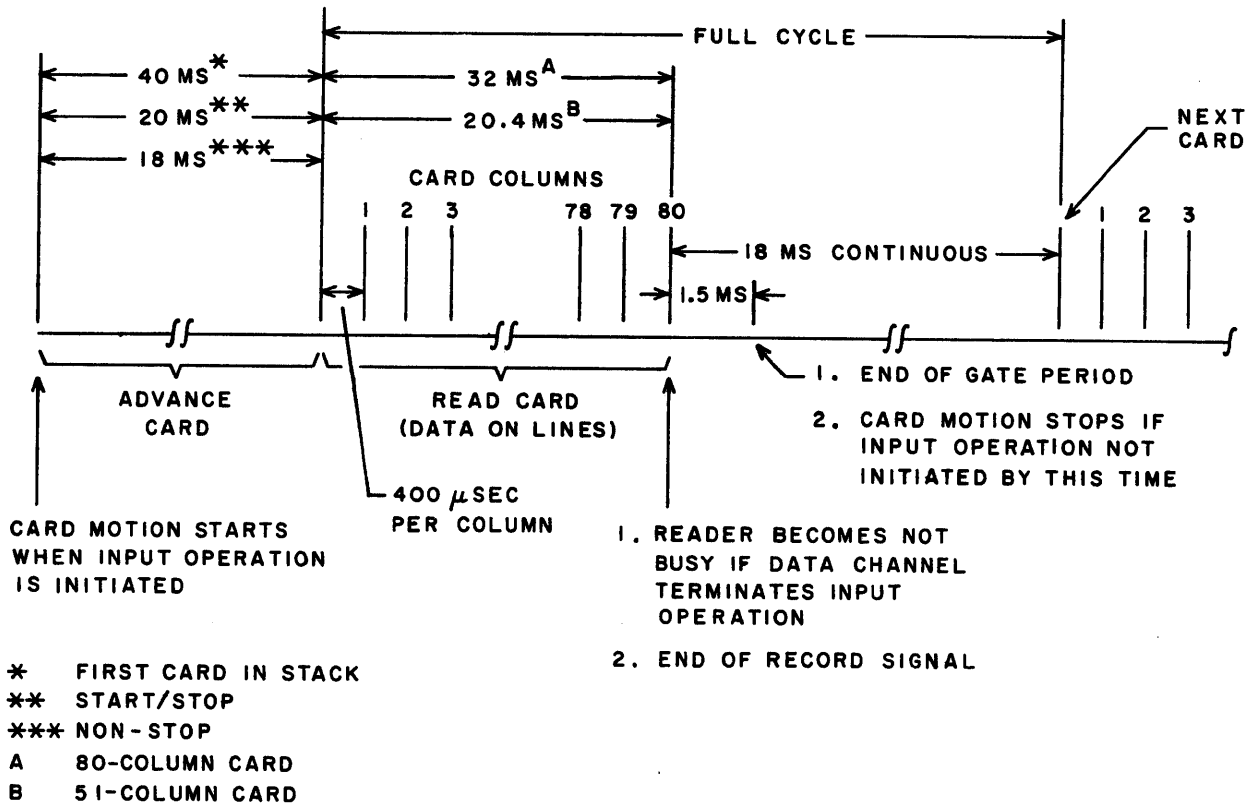 FULL CYCLE
40 MS*
32 MS^A
20 MS**
20.4 MS^B
18 MS***
NEXT
CARD
CARD COLUMNS
1 2 3 78 79 80
1 2 3
18 MS CONTINUOUS
1.5 MS
ADVANCE
CARD
READ CARD
(DATA ON LINES)
1. END OF GATE PERIOD
2. CARD MOTION STOPS IF
INPUT OPERATION NOT
INITIATED BY THIS TIME
400 μSEC
PER COLUMN
CARD MOTION STARTS
WHEN INPUT OPERATION
IS INITIATED
1. READER BECOMES NOT
BUSY IF DATA CHANNEL
TERMINATES INPUT
OPERATION
2. END OF RECORD SIGNAL
* FIRST CARD IN STACK
** START/STOP
*** NON-STOP
A 80-COLUMN CARD
B 51-COLUMN CARD